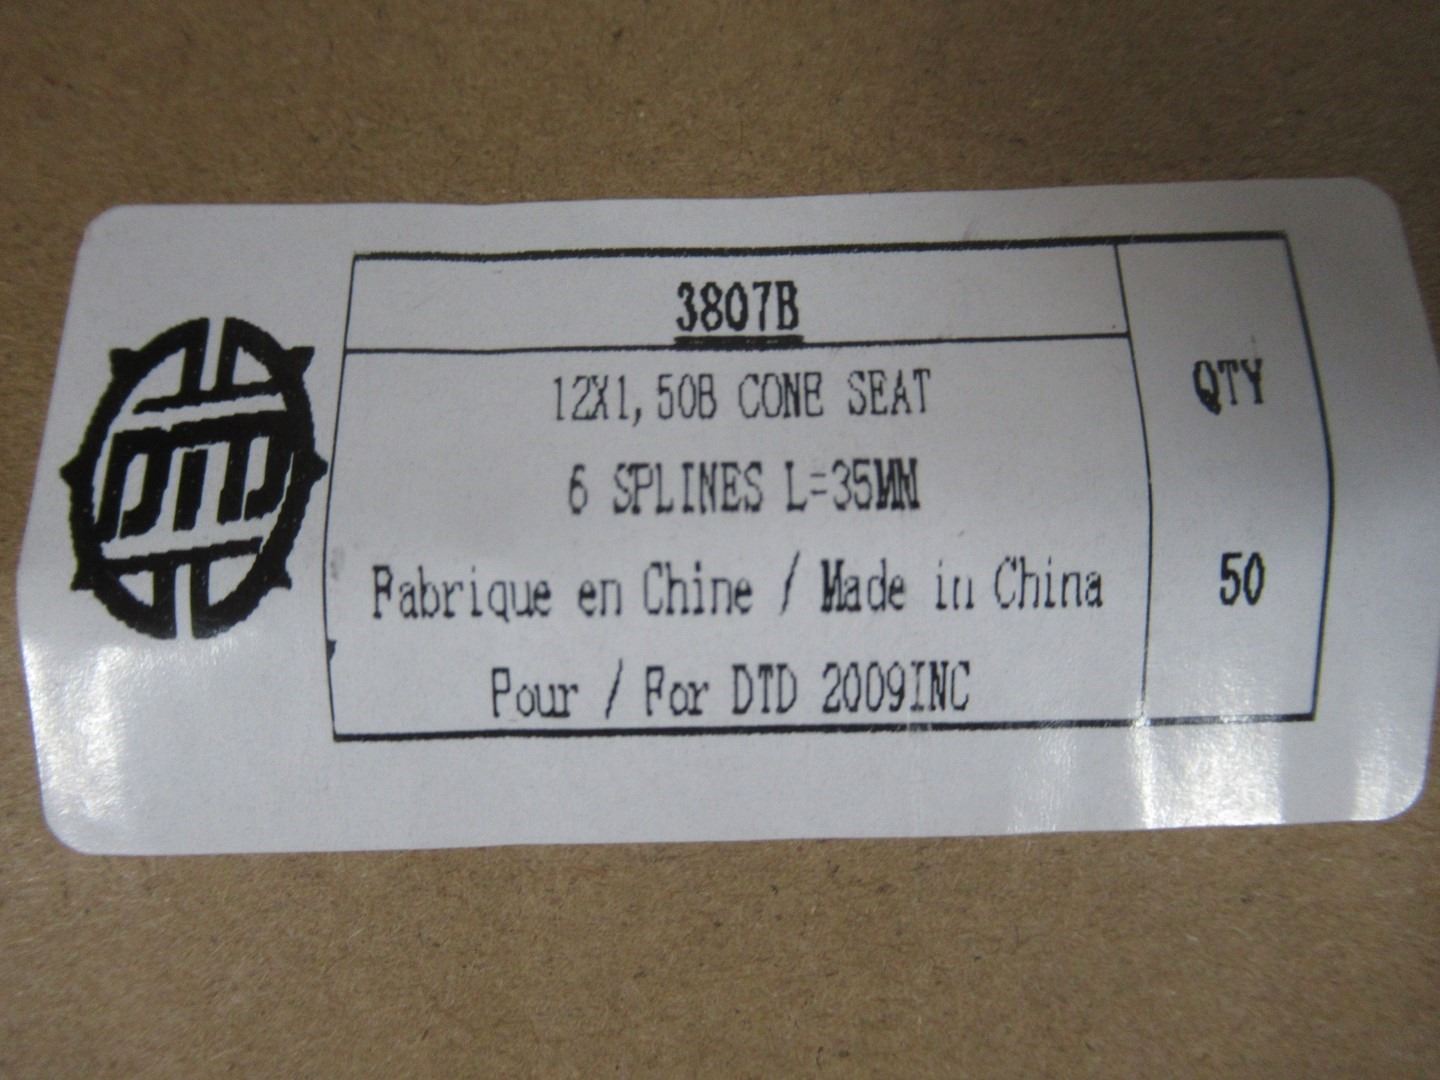 DTD
3807B
12X1,50B CONE SEAT
6 SPLINES L=35MM
Fabrique en Chine / Made in China
Pour / For DTD 2009INC
QTY
50